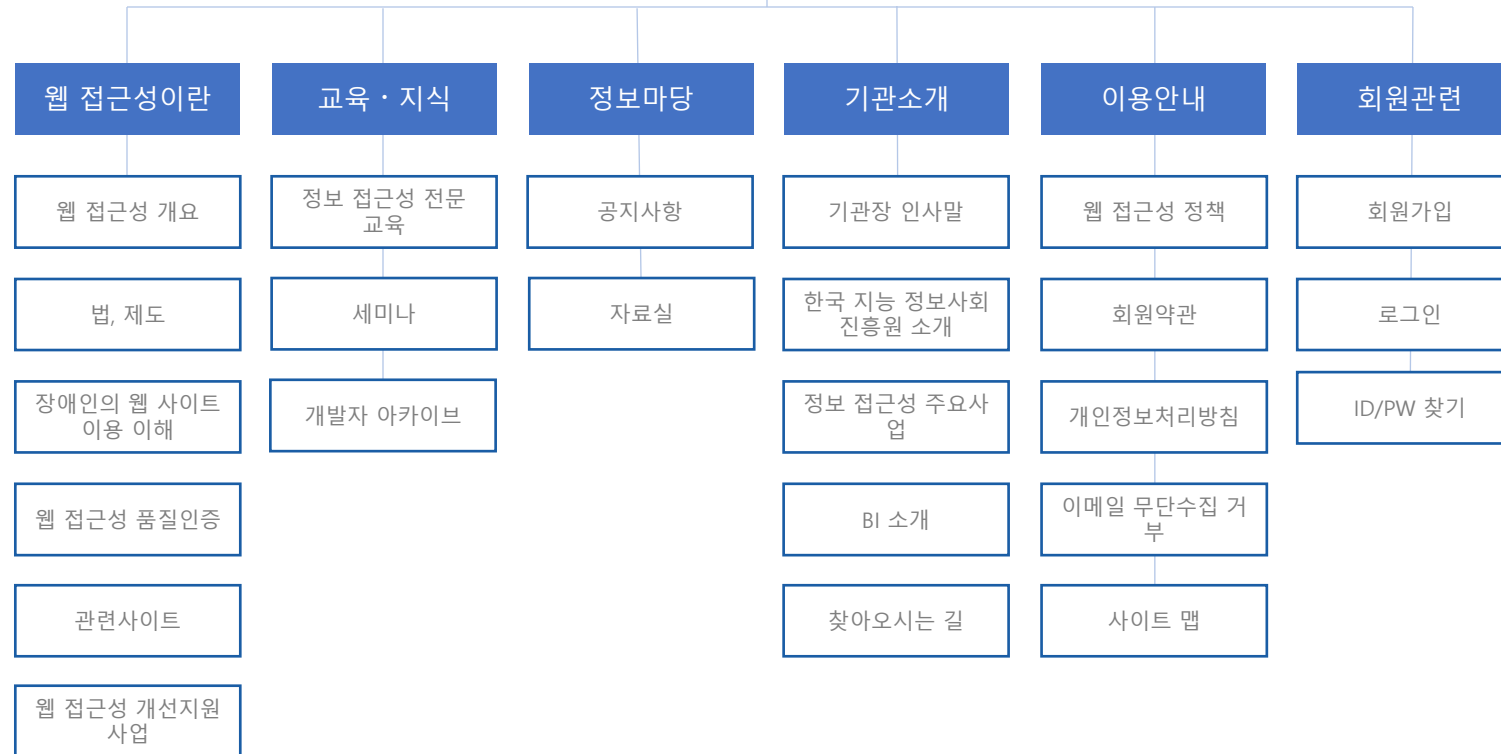 웹 접근성이란
교육 · 지식
정보마당
기관소개
이용안내
회원관련
웹 접근성 개요
정보 접근성 전문
교육
공지사항
기관장 인사말
웹 접근성 정책
회원가입
법, 제도
세미나
자료실
한국 지능 정보사회
진흥원 소개
회원약관
로그인
장애인의 웹 사이트
이용 이해
개발자 아카이브
정보 접근성 주요사
업
개인정보처리방침
ID/PW 찾기
웹 접근성 품질인증
BI 소개
이메일 무단수집 거
부
관련사이트
찾아오시는 길
사이트 맵
웹 접근성 개선지원
사업